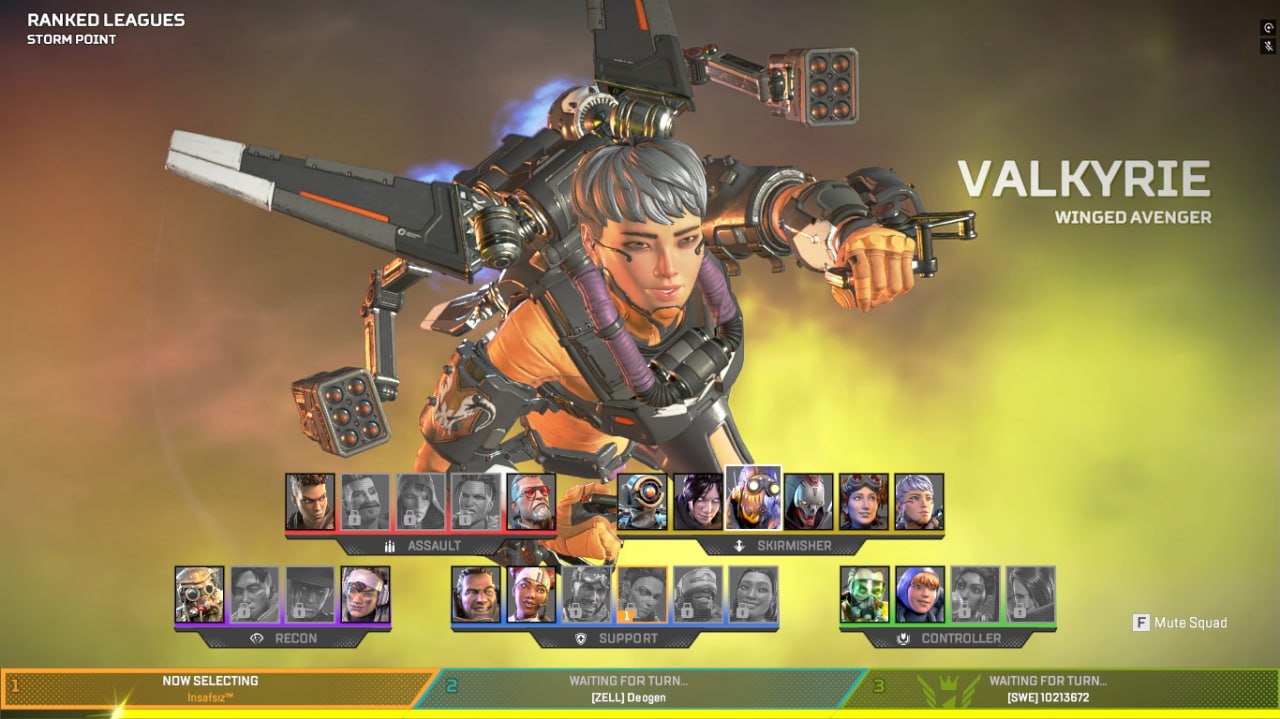 RANKED LEAGUES
STORM POINT
VALKYRIE
WINGED AVENGER
ASSAULT
SKIRMISHER
1
RECON
SUPPORT
CONTROLLER
F Mute Squad
1
NOW SELECTING
Insafsız™
2
WAITING FOR TURN...
[ZELL] Deogen
3
WAITING FOR TURN...
[SWE] 10213672